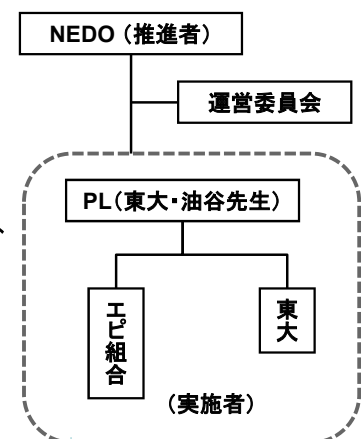 NEDO（推進者）
運営委員会
PL（東大・油谷先生）
エピ組合
東大
（実施者）